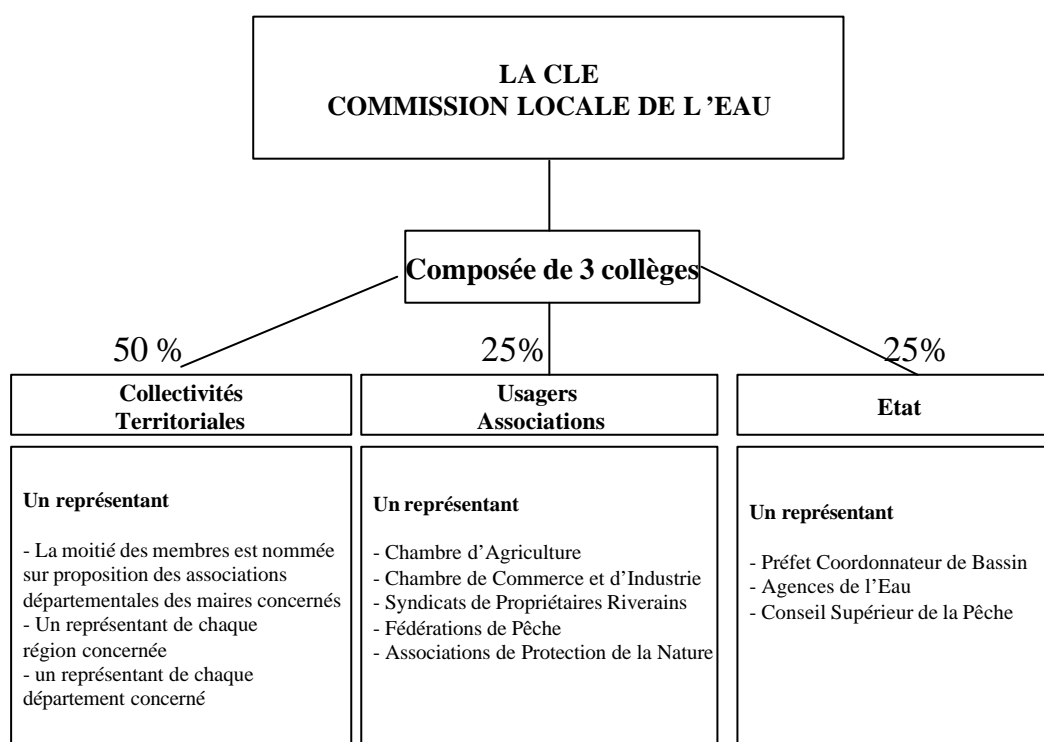 LA CLE
COMMISSION LOCALE DE L ’EAU
Composée de 3 collèges
50 %
Collectivités
Territoriales
Un représentant
- La moitié des membres est nommée
sur proposition des associations
départementales des maires concernés
- Un représentant de chaque
région concernée
- un représentant de chaque
département concerné
25%
Usagers
Associations
Un représentant
- Chambre d’Agriculture
- Chambre de Commerce et d’Industrie
- Syndicats de Propriétaires Riverains
- Fédérations de Pêche
- Associations de Protection de la Nature
25%
Etat
Un représentant
- Préfet Coordonnateur de Bassin
- Agences de l’Eau
- Conseil Supérieur de la Pêche